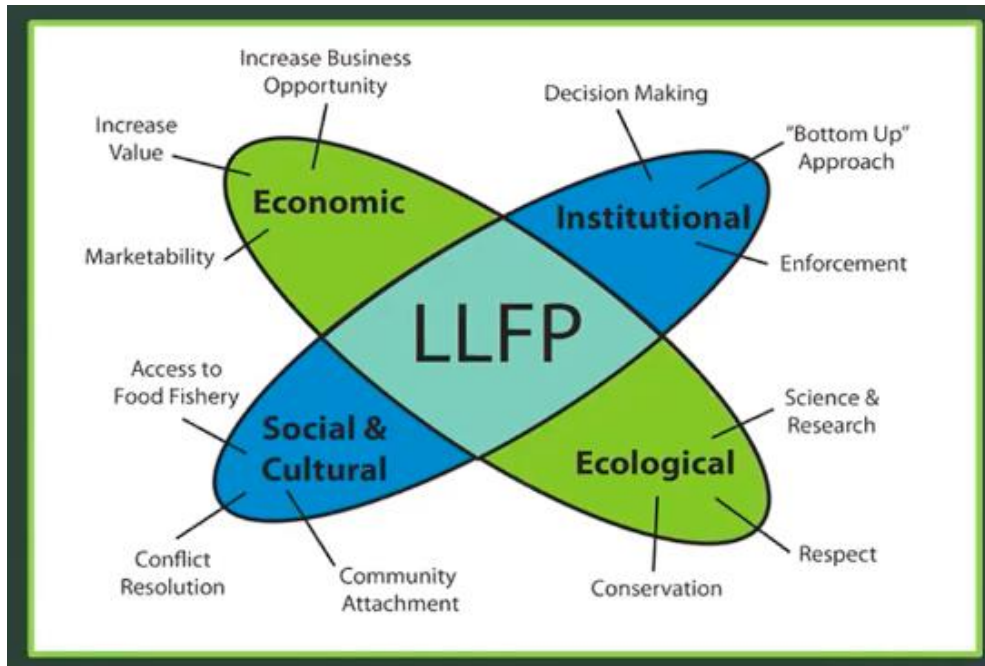 Increase Business
Opportunity
Increase
Value
Economic
Marketability
Decision Making
"Bottom Up"
Approach
Institutional
Enforcement
LLFP
Access to
Food Fishery
Social &
Cultural
Conflict
Resolution
Community
Attachment
Science &
Research
Ecological
Respect
Conservation